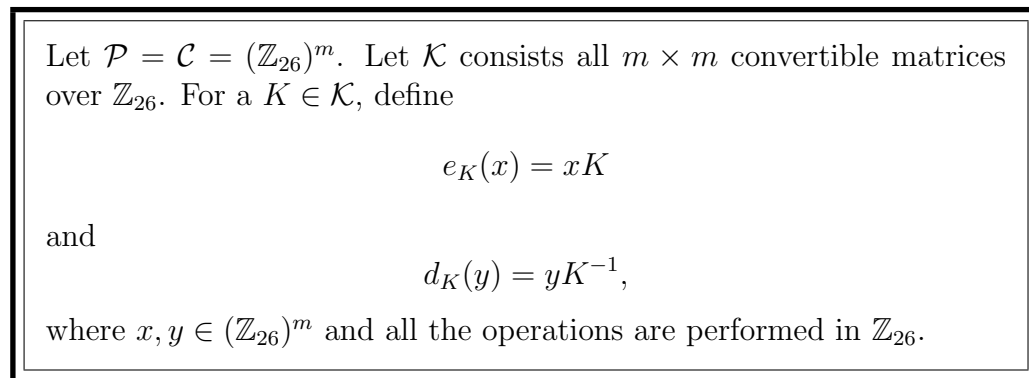 Let 𝒫 = 𝒞 = (ℤ₂₆)ᵐ. Let 𝒦 consists all m × m convertible matrices
over ℤ₂₆. For a K ∈ 𝒦, define
e_K(x) = xK
and
d_K(y) = yK⁻¹,
where x, y ∈ (ℤ₂₆)ᵐ and all the operations are performed in ℤ₂₆.